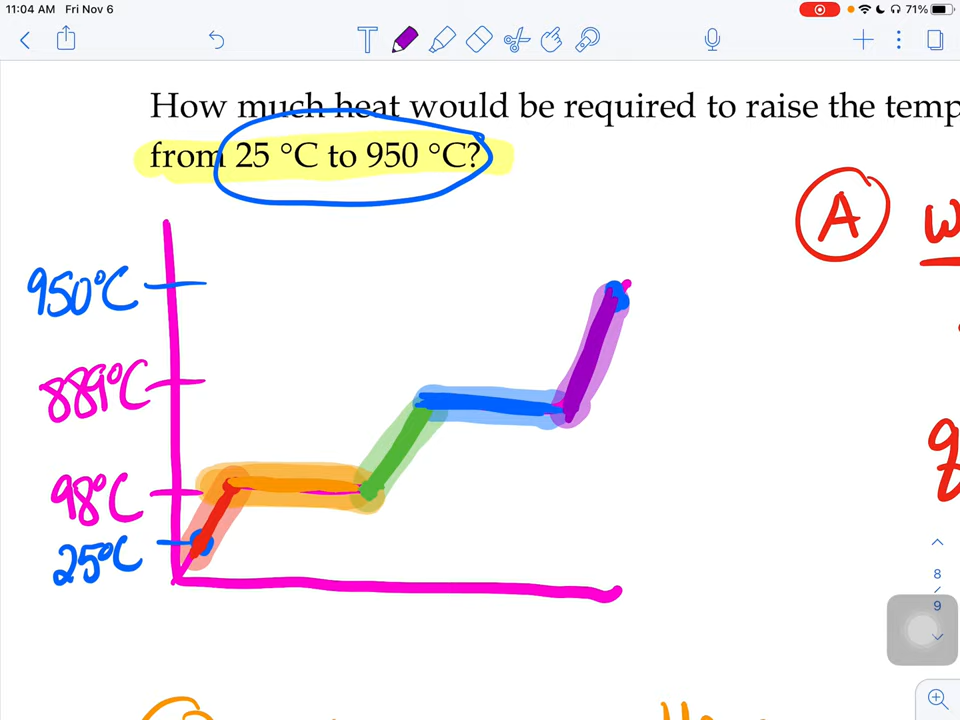 11:04 AM Fri Nov 6
71%
T
How much heat would be required to raise the temp
from 25 °C to 950 °C?
A
w
950°C
889°C
98°C
25°C
q
8
/
9